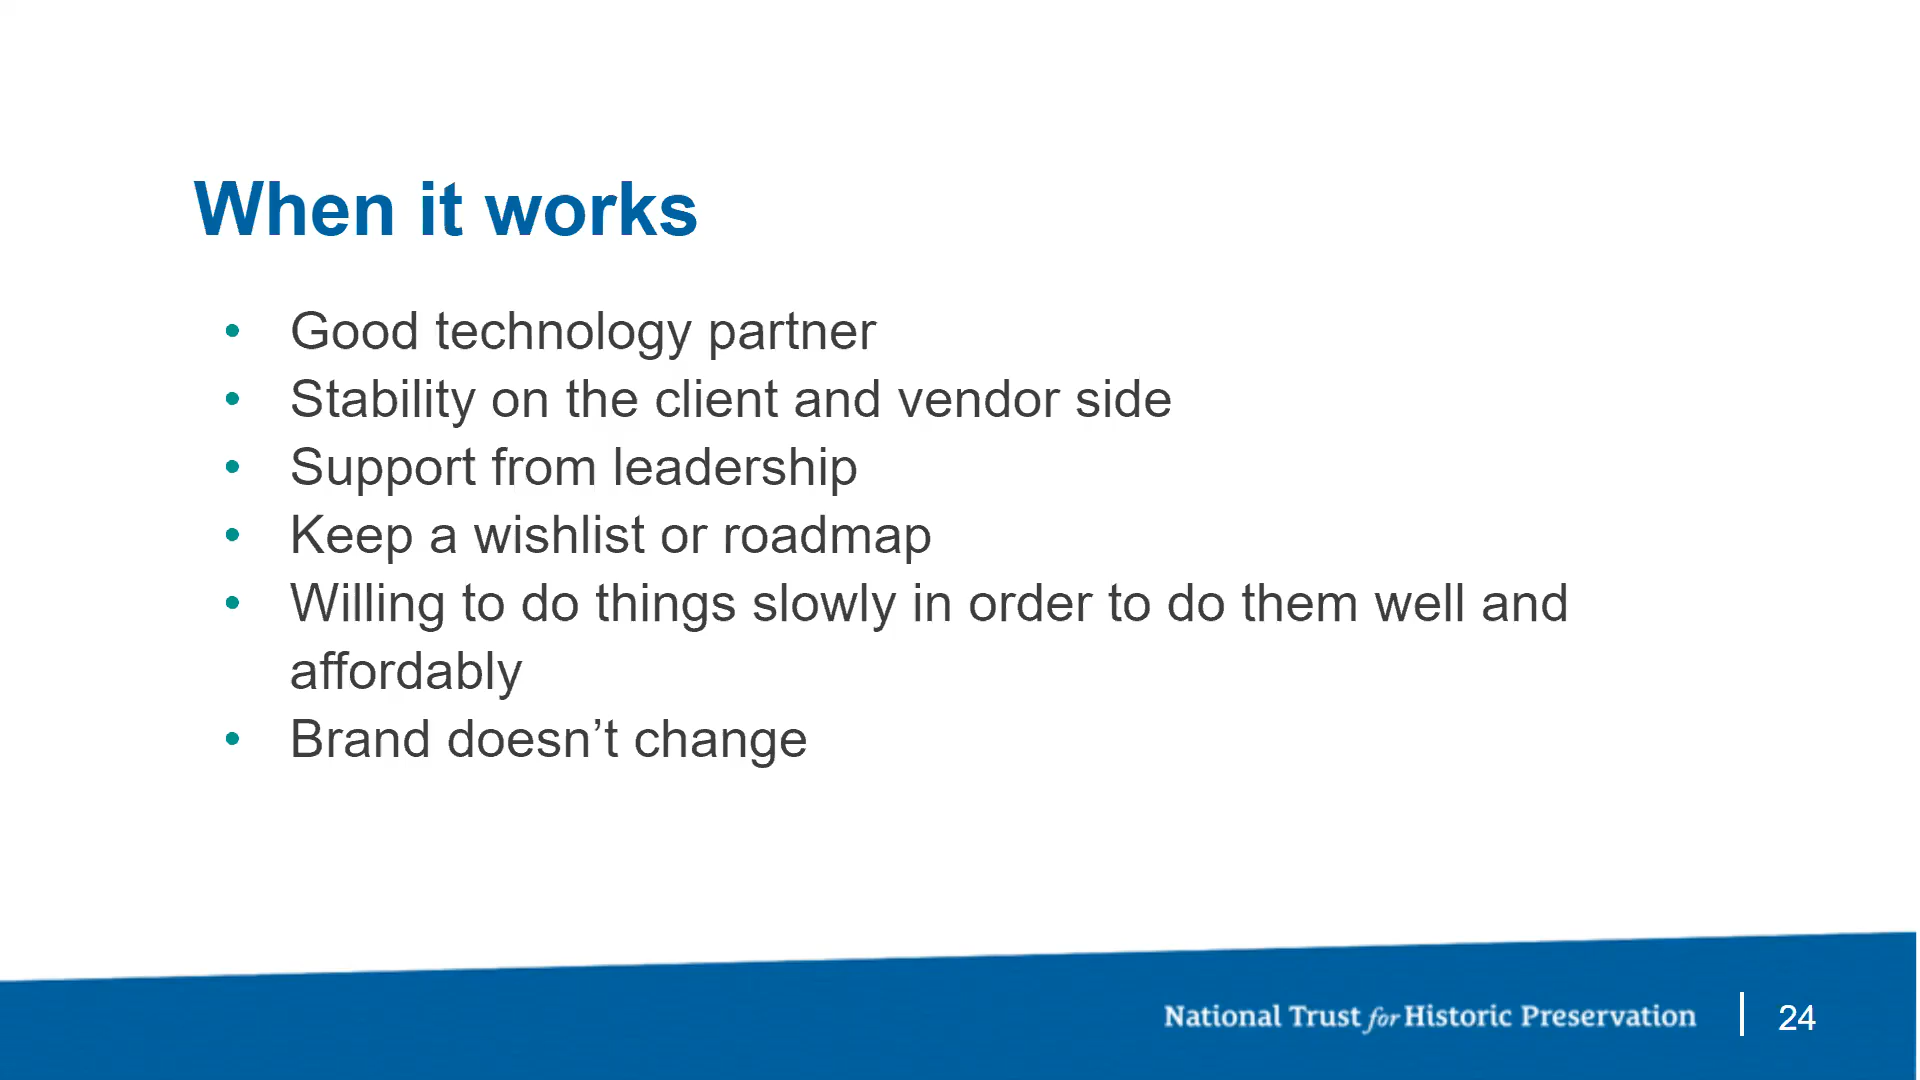 When it works
• Good technology partner
• Stability on the client and vendor side
• Support from leadership
• Keep a wishlist or roadmap
• Willing to do things slowly in order to do them well and
affordably
• Brand doesn’t change
National Trust for Historic Preservation | 24